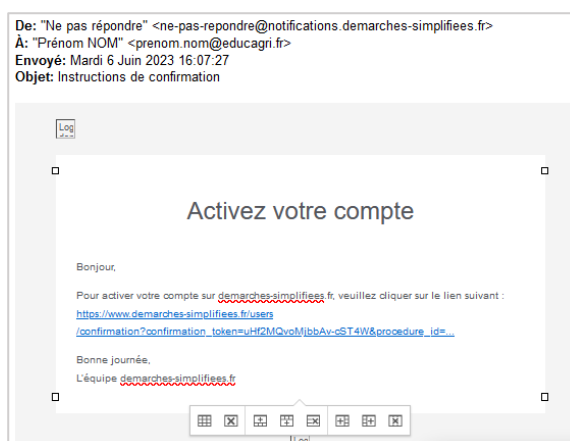 De: "Ne pas répondre" <ne-pas-repondre@notifications.demarches-simplifiees.fr>
À: "Prénom NOM" <prenom.nom@educagri.fr>
Envoyé: Mardi 6 Juin 2023 16:07:27
Objet: Instructions de confirmation
Log
Activez votre compte
Bonjour,
Pour activer votre compte sur demarches-simplifiees.fr, veuillez cliquer sur le lien suivant :
https://www.demarches-simplifiees.fr/users
/confirmation?confirmation_token=uHf2MQvoMjbbAv-cST4W&procedure_id=...
Bonne journée,
L'équipe demarches-simplifiees.fr